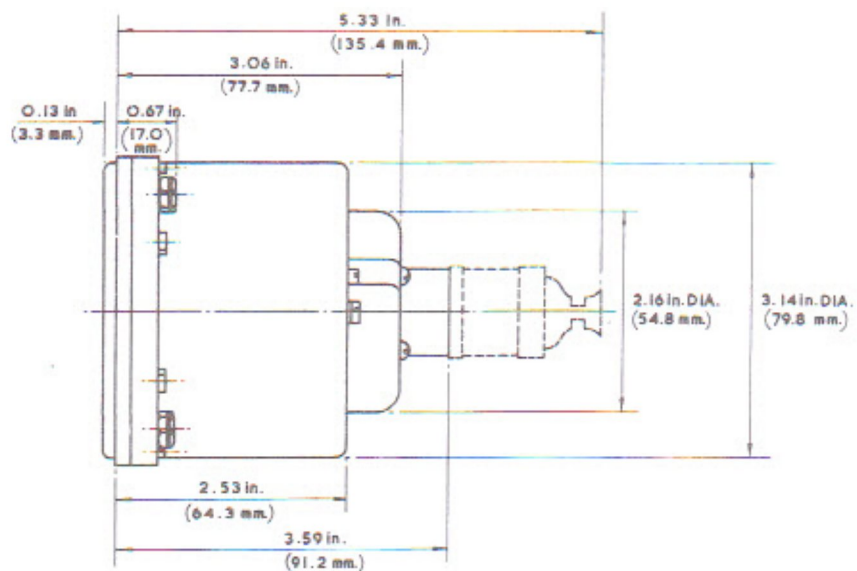 5.33 in.
(135.4 mm.)
3.06 in.
(77.7 mm.)
0.13 in
(3.3 mm.)
0.67 in.
(17.0)
mm.
2.16 in. DIA.
(54.8 mm.)
3.14 in. DIA.
(79.8 mm.)
2.53 in.
(64.3 mm.)
3.59 in.
(91.2 mm.)